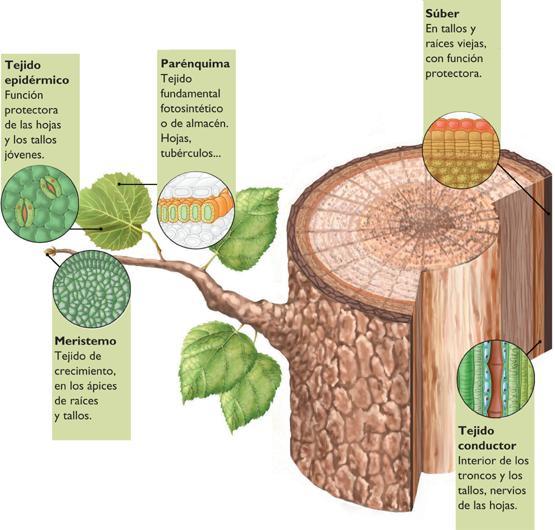 Súber
En tallos y
raíces viejas,
con función
protectora.
Tejido
epidérmico
Función
protectora
de las hojas
y los tallos
jóvenes.
Parénquima
Tejido
fundamental
fotosintético
o de almacén.
Hojas,
tubérculos...
Meristemo
Tejido de
crecimiento,
en los ápices
de raíces
y tallos.
Tejido
conductor
Interior de los
troncos y los
tallos, nervios
de las hojas.